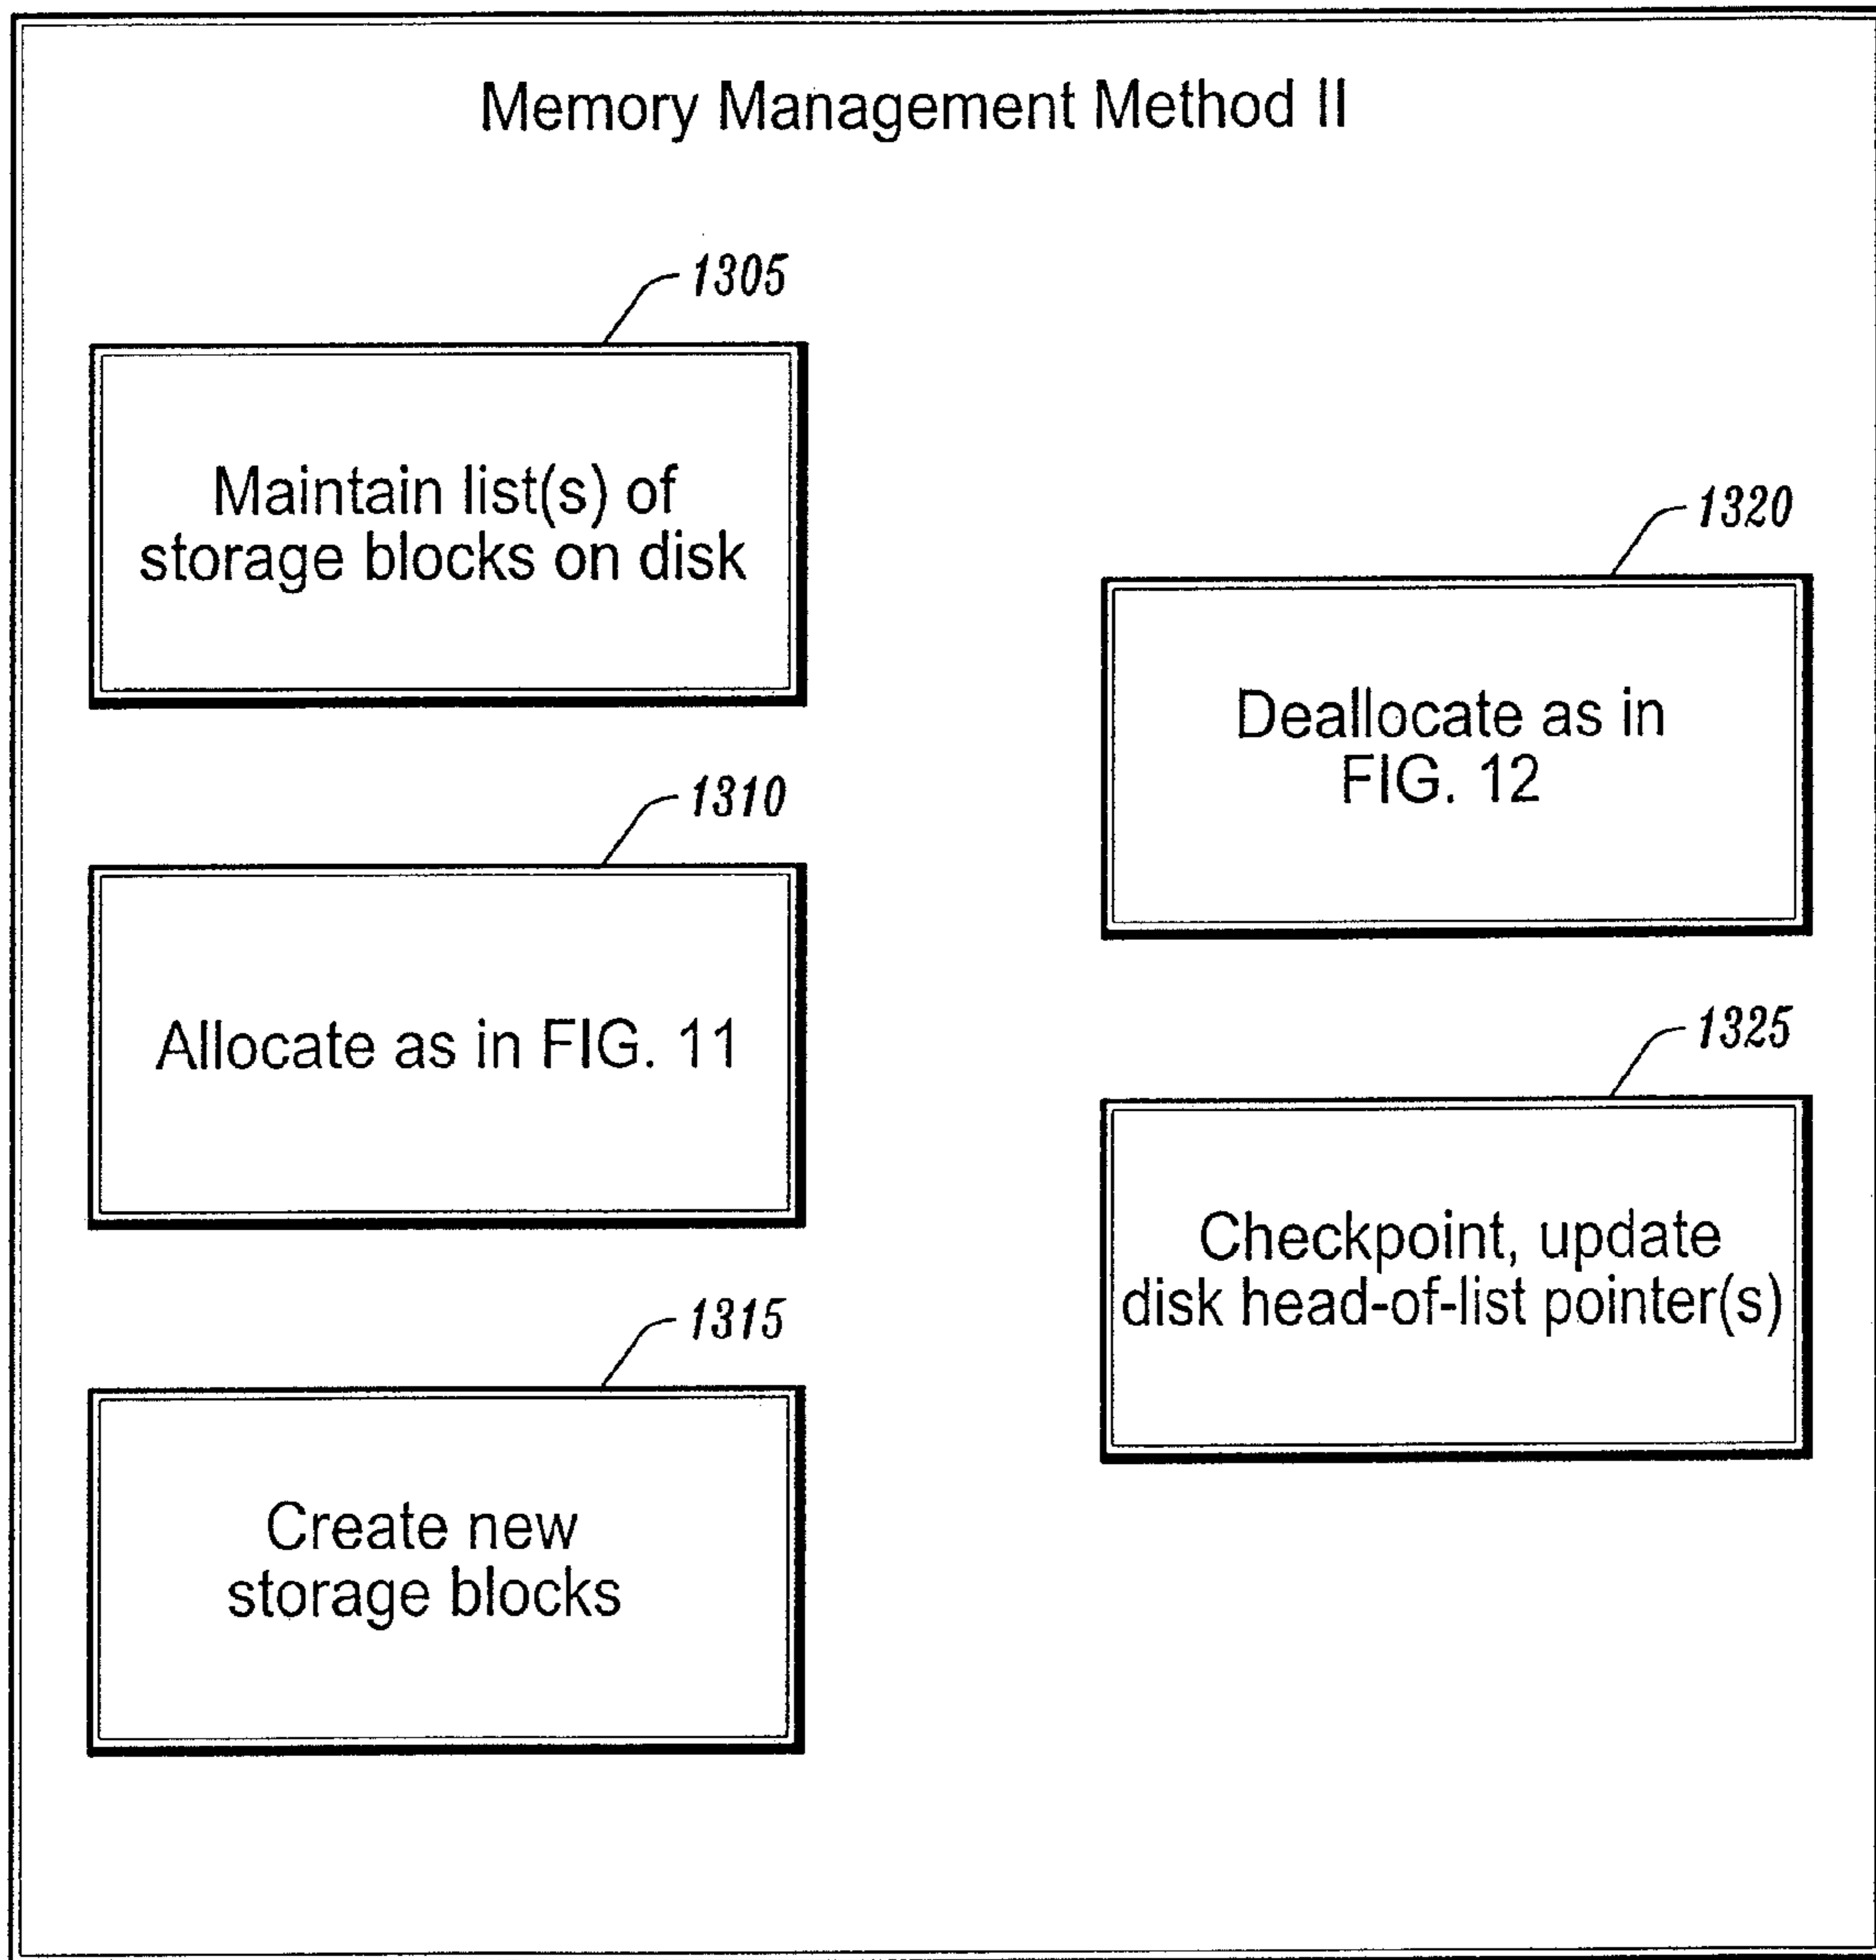 Memory Management Method II
1305
Maintain list(s) of
storage blocks on disk
1310
Allocate as in FIG. 11
1315
Create new
storage blocks
1320
Deallocate as in
FIG. 12
1325
Checkpoint, update
disk head-of-list pointer(s)